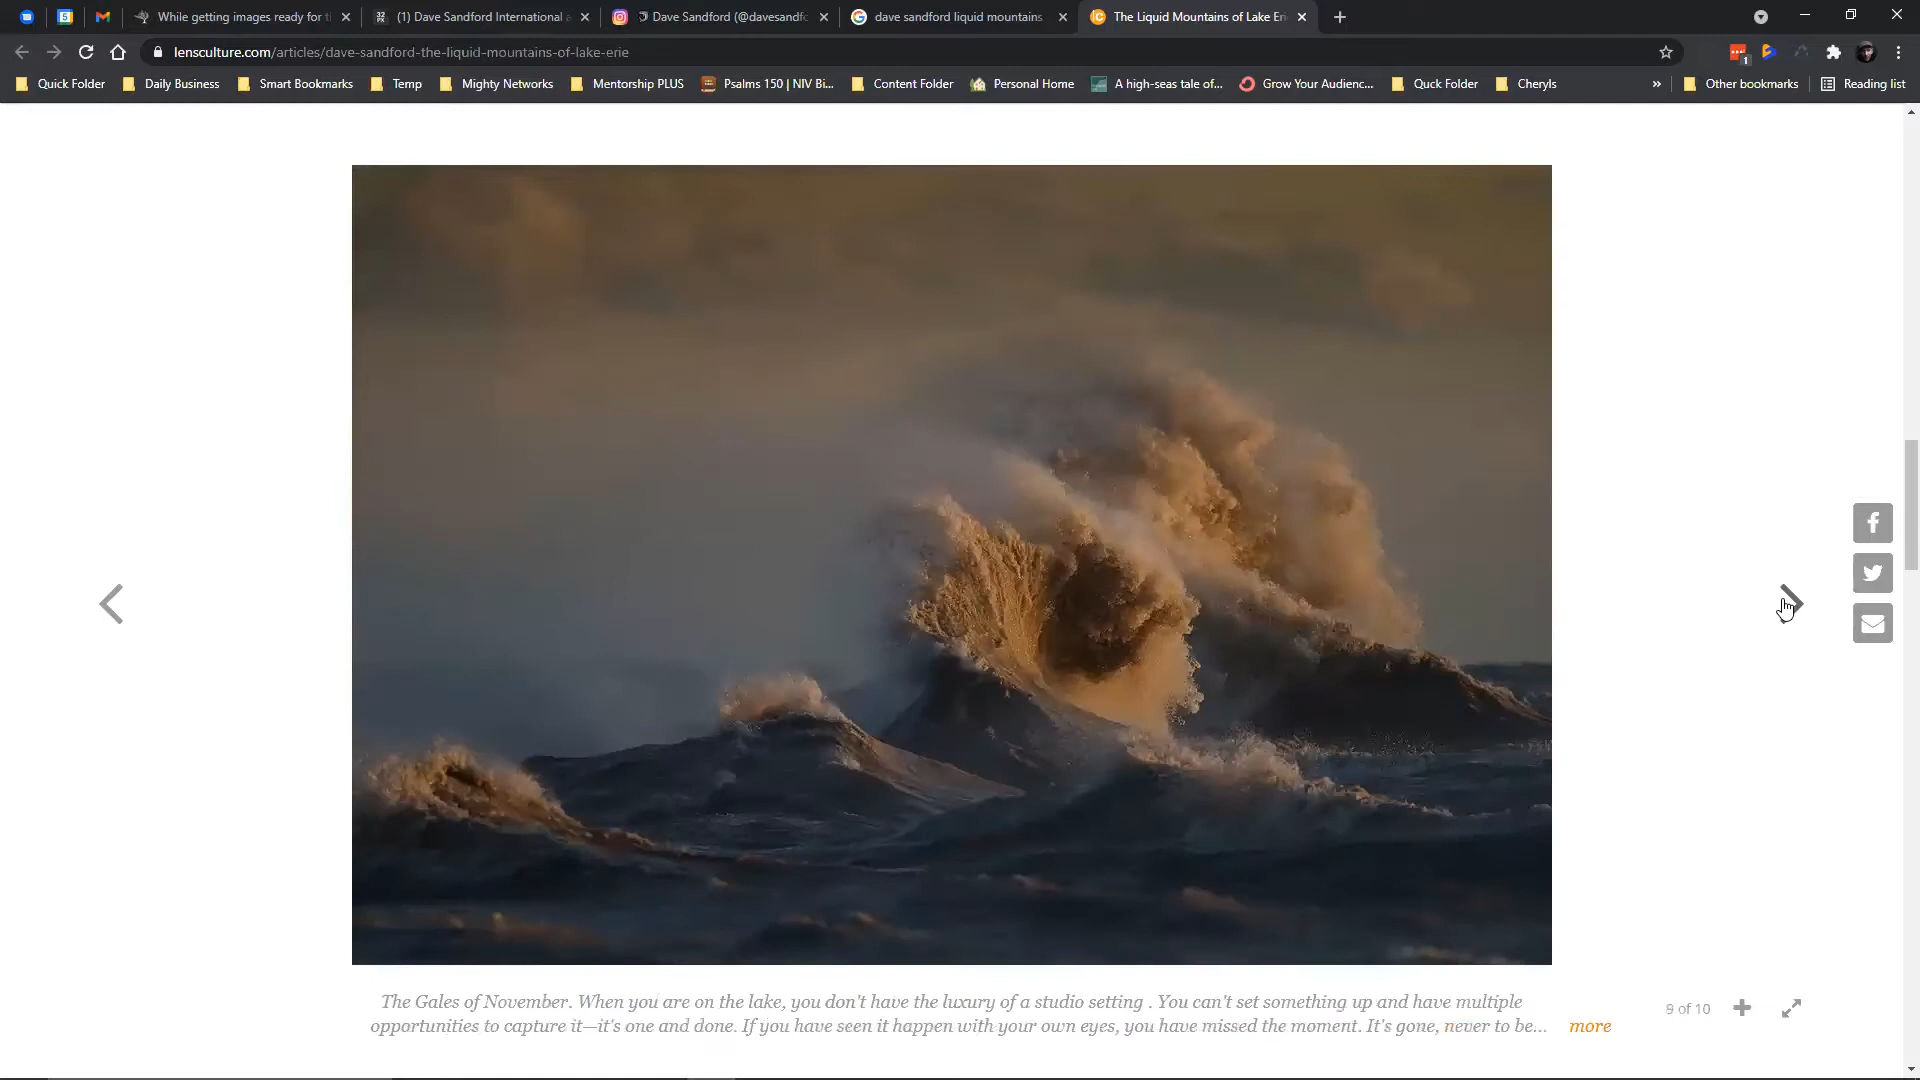 While getting images ready for t
(1) Dave Sandford International a
Dave Sandford (@davesandfo
dave sandford liquid mountains
The Liquid Mountains of Lake Eri
lensculture.com/articles/dave-sandford-the-liquid-mountains-of-lake-erie
Quick Folder
Daily Business
Smart Bookmarks
Temp
Mighty Networks
Mentorship PLUS
Psalms 150 | NIV Bi...
Content Folder
Personal Home
A high-seas tale of...
Grow Your Audienc...
Quck Folder
Cheryls
»
Other bookmarks
Reading list
The Gales of November. When you are on the lake, you don't have the luxury of a studio setting . You can't set something up and have multiple
opportunities to capture it—it's one and done. If you have seen it happen with your own eyes, you have missed the moment. It's gone, never to be... more
9 of 10